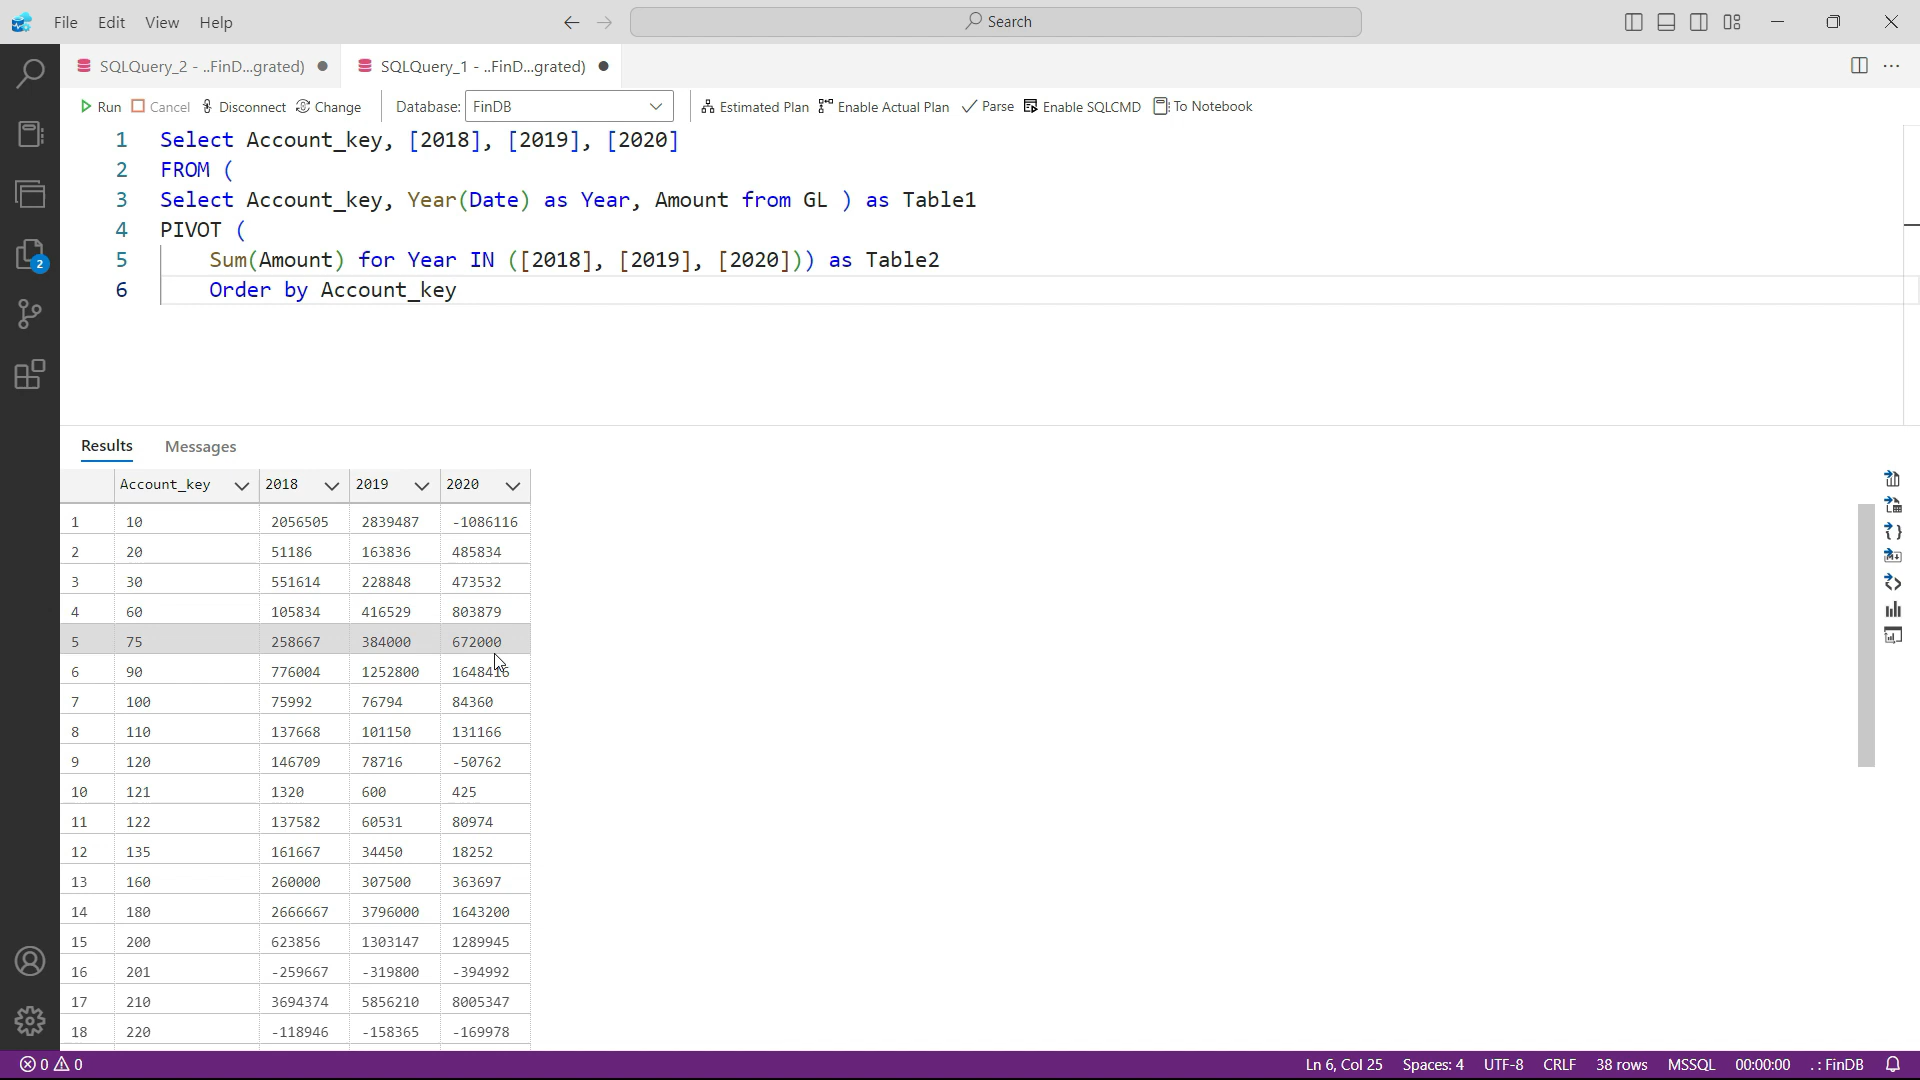 File Edit View Help Search
SQLQuery_2 - ..FinD...grated) SQLQuery_1 - ..FinD...grated)
Run Cancel Disconnect Change Database: FinDB Estimated Plan Enable Actual Plan Parse Enable SQLCMD To Notebook
1 Select Account_key, [2018], [2019], [2020]
2 FROM (
3 Select Account_key, Year(Date) as Year, Amount from GL ) as Table1
4 PIVOT (
5 Sum(Amount) for Year IN ([2018], [2019], [2020])) as Table2
6 Order by Account_key
2
Results Messages
Account_key 2018 2019 2020
1 10 2056505 2839487 -1086116
2 20 51186 163836 485834
3 30 551614 228848 473532
4 60 105834 416529 803879
5 75 258667 384000 672000
6 90 776004 1252800 1648416
7 100 75992 76794 84360
8 110 137668 101150 131166
9 120 146709 78716 -50762
10 121 1320 600 425
11 122 137582 60531 80974
12 135 161667 34450 18252
13 160 260000 307500 363697
14 180 2666667 3796000 1643200
15 200 623856 1303147 1289945
16 201 -259667 -319800 -394992
17 210 3694374 5856210 8005347
18 220 -118946 -158365 -169978
0 0 Ln 6, Col 25 Spaces: 4 UTF-8 CRLF 38 rows MSSQL 00:00:00 .: FinDB